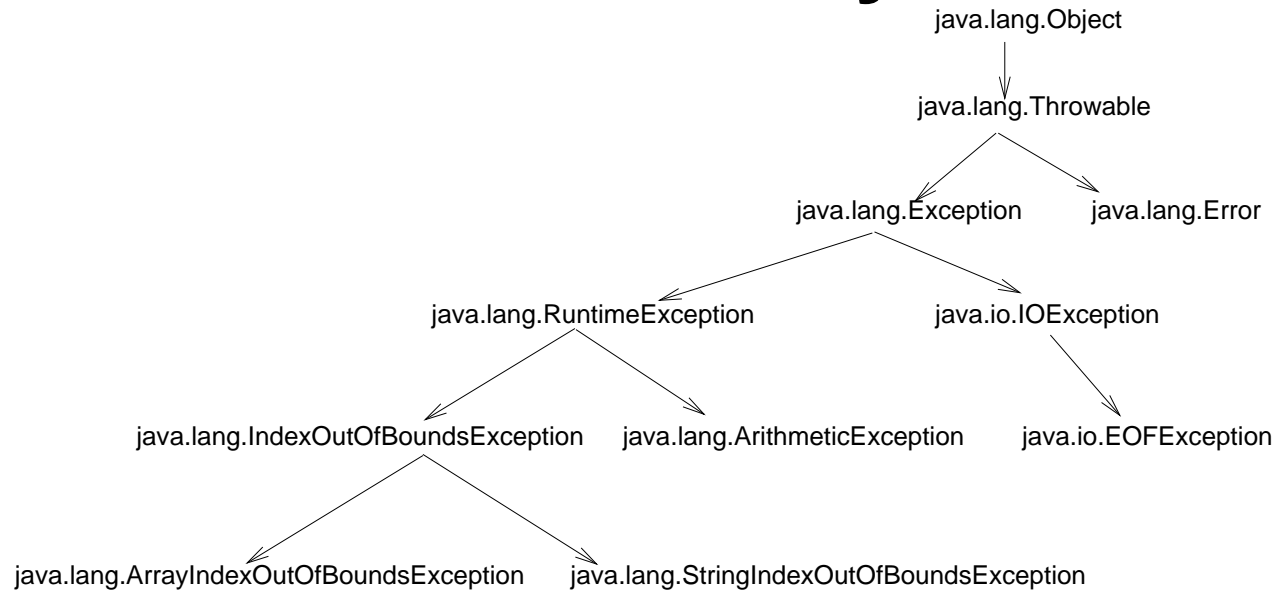 java.lang.Object
java.lang.Throwable
java.lang.Exception
java.lang.Error
java.lang.RuntimeException
java.io.IOException
java.lang.IndexOutOfBoundsException
java.lang.ArithmeticException
java.io.EOFException
java.lang.ArrayIndexOutOfBoundsException
java.lang.StringIndexOutOfBoundsException